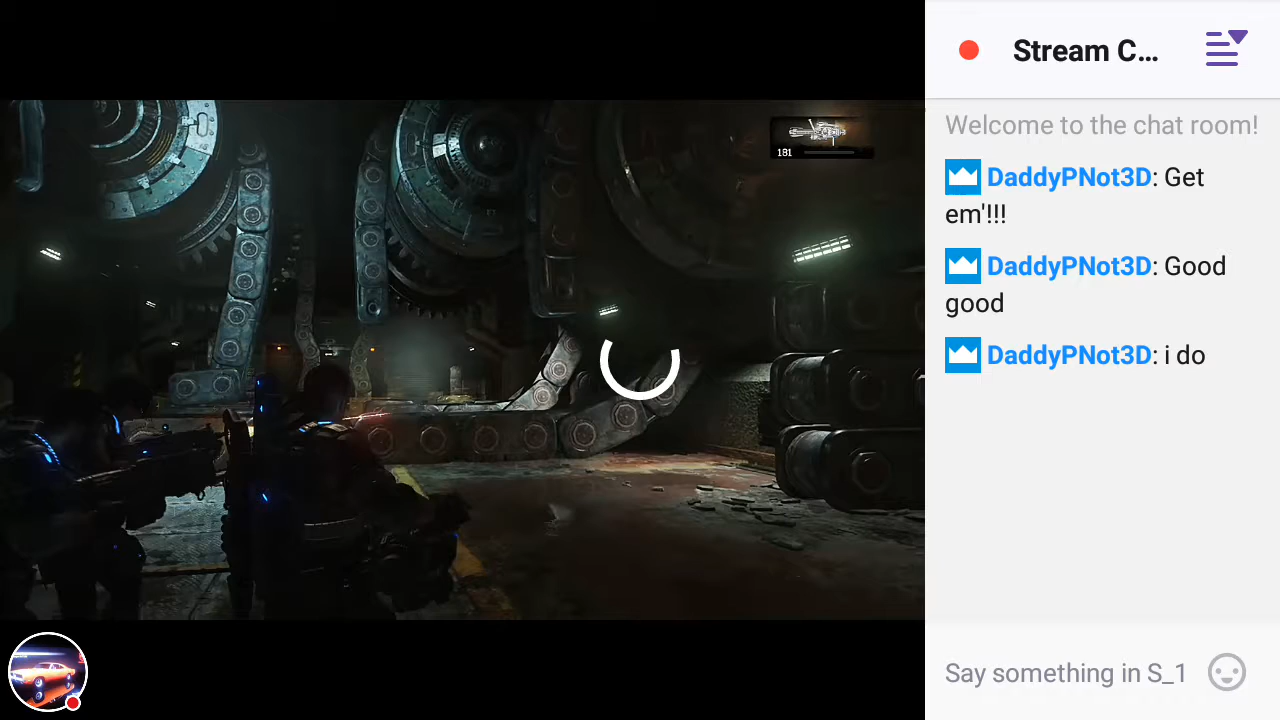 Stream C...
Welcome to the chat room!
DaddyPNot3D: Get
em'!!!
DaddyPNot3D: Good
good
DaddyPNot3D: i do
181
Say something in S_1